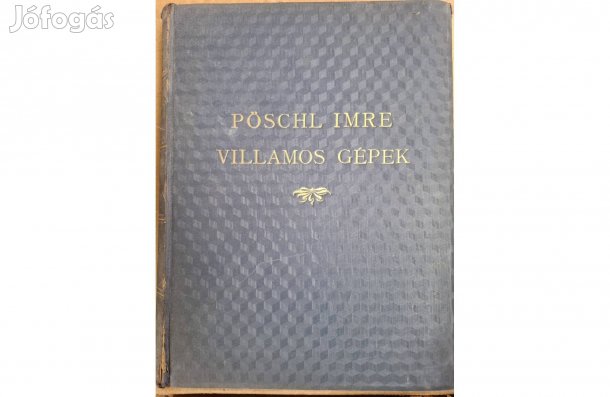 Jófogás
PÖSCHL IMRE
VILLAMOS GÉPEK